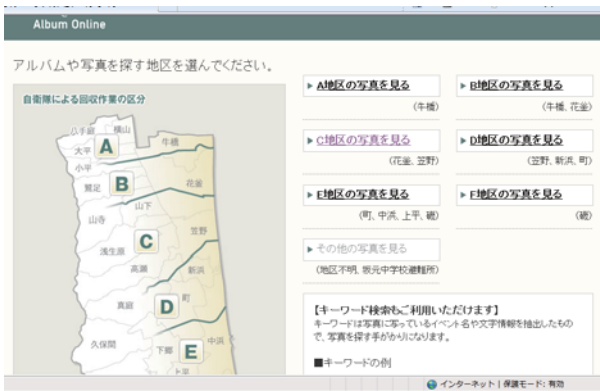 Album Online
アルバムや写真を探す地区を選んでください。
自衛隊による回収作業の区分
八手庭
横山
牛橋
大平
A
小平
鷲足
B
花釜
山下
山寺
C
笠野
浅生原
高瀬
新浜
真庭
D
町
久保間
下郷
E
中浜
上平
▶ A地区の写真を見る
(牛橋)
▶ B地区の写真を見る
(牛橋、花釜)
▶ C地区の写真を見る
(花釜、笠野)
▶ D地区の写真を見る
(笠野、新浜、町)
▶ E地区の写真を見る
(町、中浜、上平、磯)
▶ F地区の写真を見る
(磯)
▶ その他の写真を見る
(地区不明、坂元中学校避難所)
【キーワード検索もご利用いただけます】
キーワードは写真に写っているイベント名や文字情報を抽出したもの
で、写真を探す手がかりになります。
■キーワードの例
インターネット | 保護モード: 有効